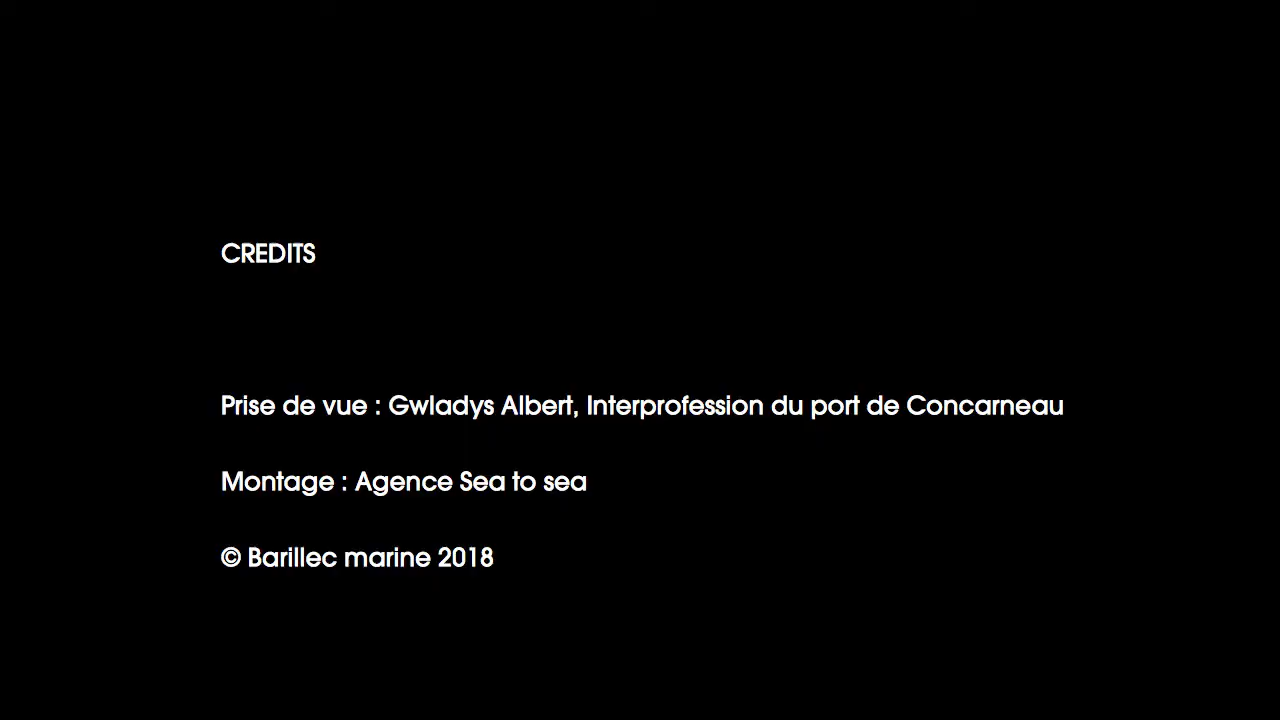 CREDITS
Prise de vue : Gwladys Albert, Interprofession du port de Concarneau
Montage : Agence Sea to sea
© Barillec marine 2018